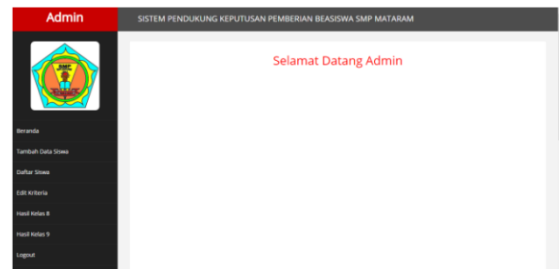 Admin
SISTEM PENDUKUNG KEPUTUSAN PEMBERIAN BEASISWA SMP MATARAM
Selamat Datang Admin
Beranda
Tambah Data Siswa
Daftar Siswa
Edit Kriteria
Hasil Kelas 8
Hasil Kelas 9
Logout